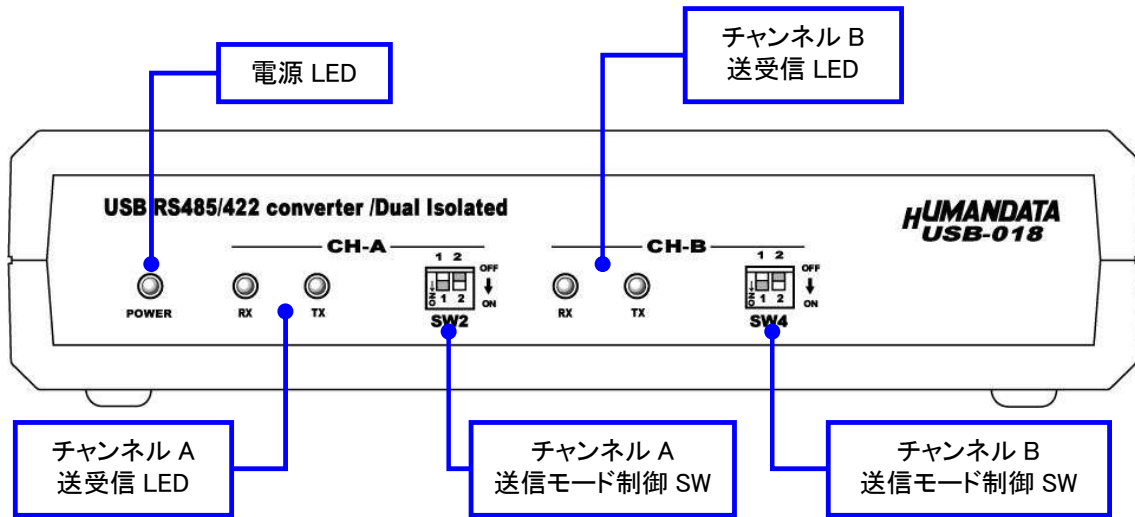 電源 LED
チャンネル B
送受信 LED
USB RS485/422 converter /Dual Isolated
HUMANDATA
USB-018
CH-A
CH-B
1 2
OFF
ON
1 2
ON→
1 2
OFF
ON
1 2
ON→
POWER
RX
TX
SW2
RX
TX
SW4
チャンネル A
送受信 LED
チャンネル A
送信モード制御 SW
チャンネル B
送信モード制御 SW